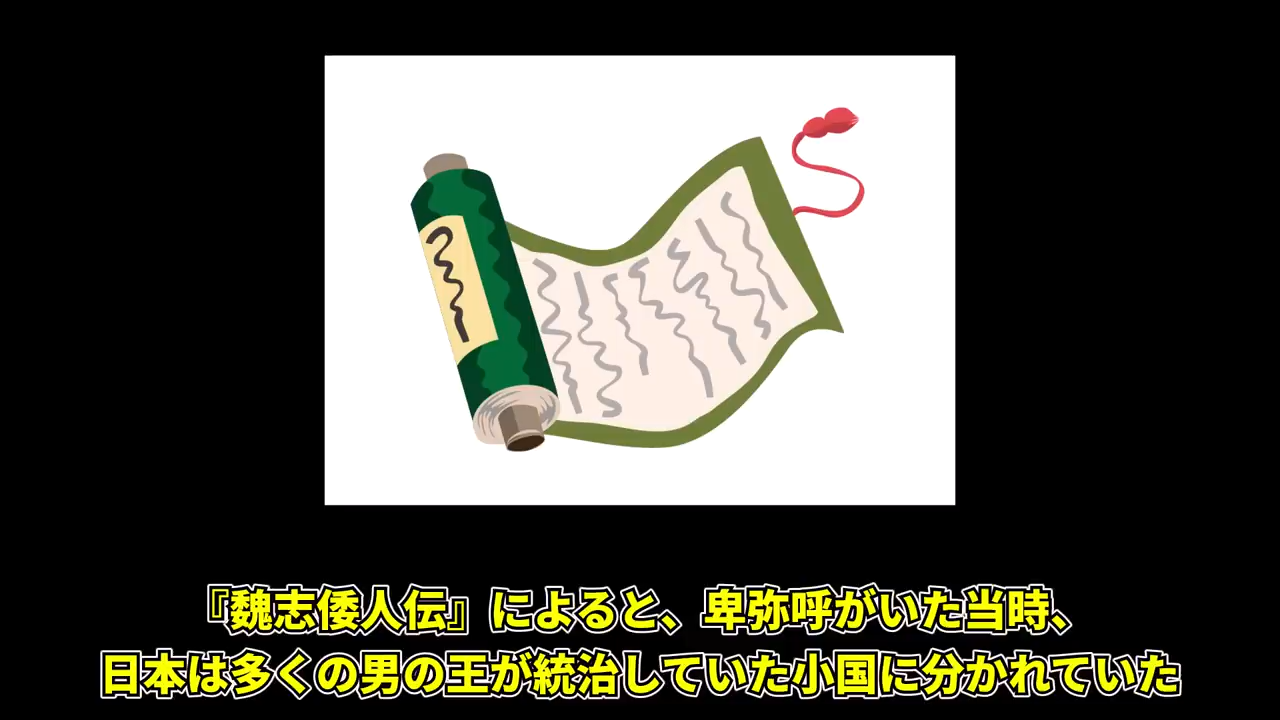 『魏志倭人伝』によると、卑弥呼がいた当時、
日本は多くの男の王が統治していた小国に分かれていた